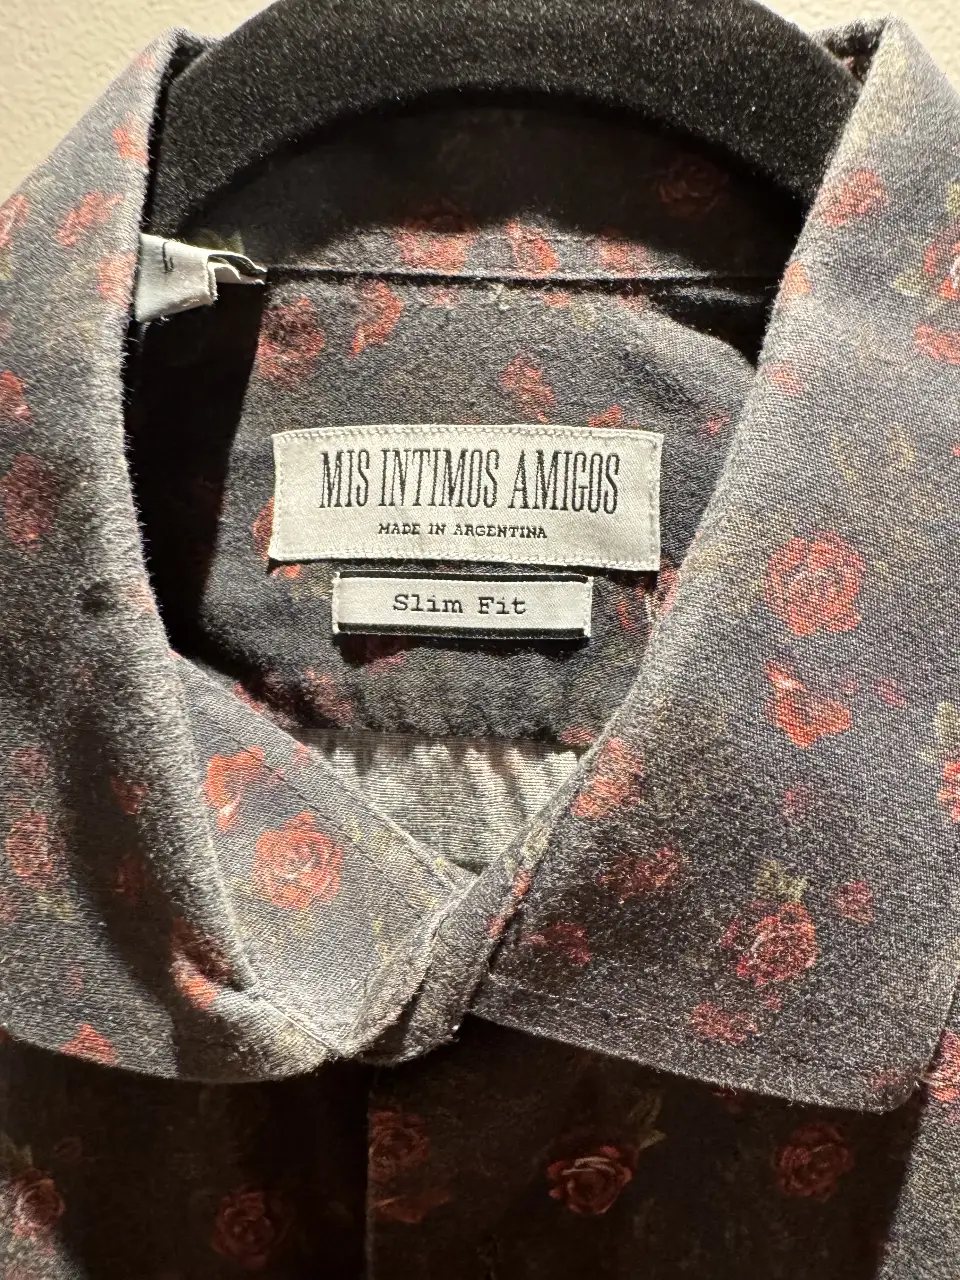 MIS INTIMOS AMIGOS
MADE IN ARGENTINA
Slim Fit